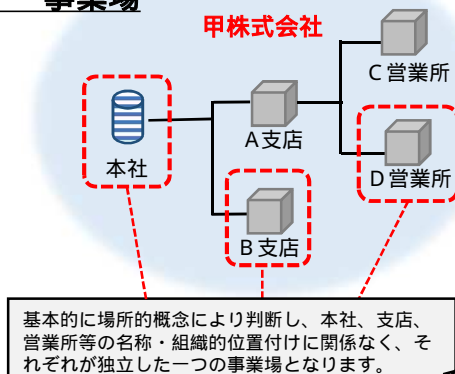 事業場
甲株式会社
C営業所
A支店
本社
D営業所
B支店
基本的に場所的概念により判断し、本社、支店、
営業所等の名称・組織的位置付けに関係なく、そ
れぞれが独立した一つの事業場となります。